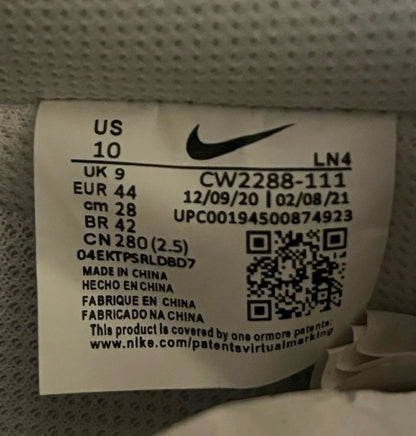 US
10
LN4
UK 9
EUR 44
cm 28
BR 42
CN 280 (2.5)
CW2288-111
12/09/20 | 02/08/21
UPC00194500874923
04EKTPSRLDBD7
MADE IN CHINA
HECHO EN CHINA
FABRIQUE EN CHINA
FABRICADO NA CHINA
This product is covered by one ormore patents.
www.nike.com/patentsvirtualmarking